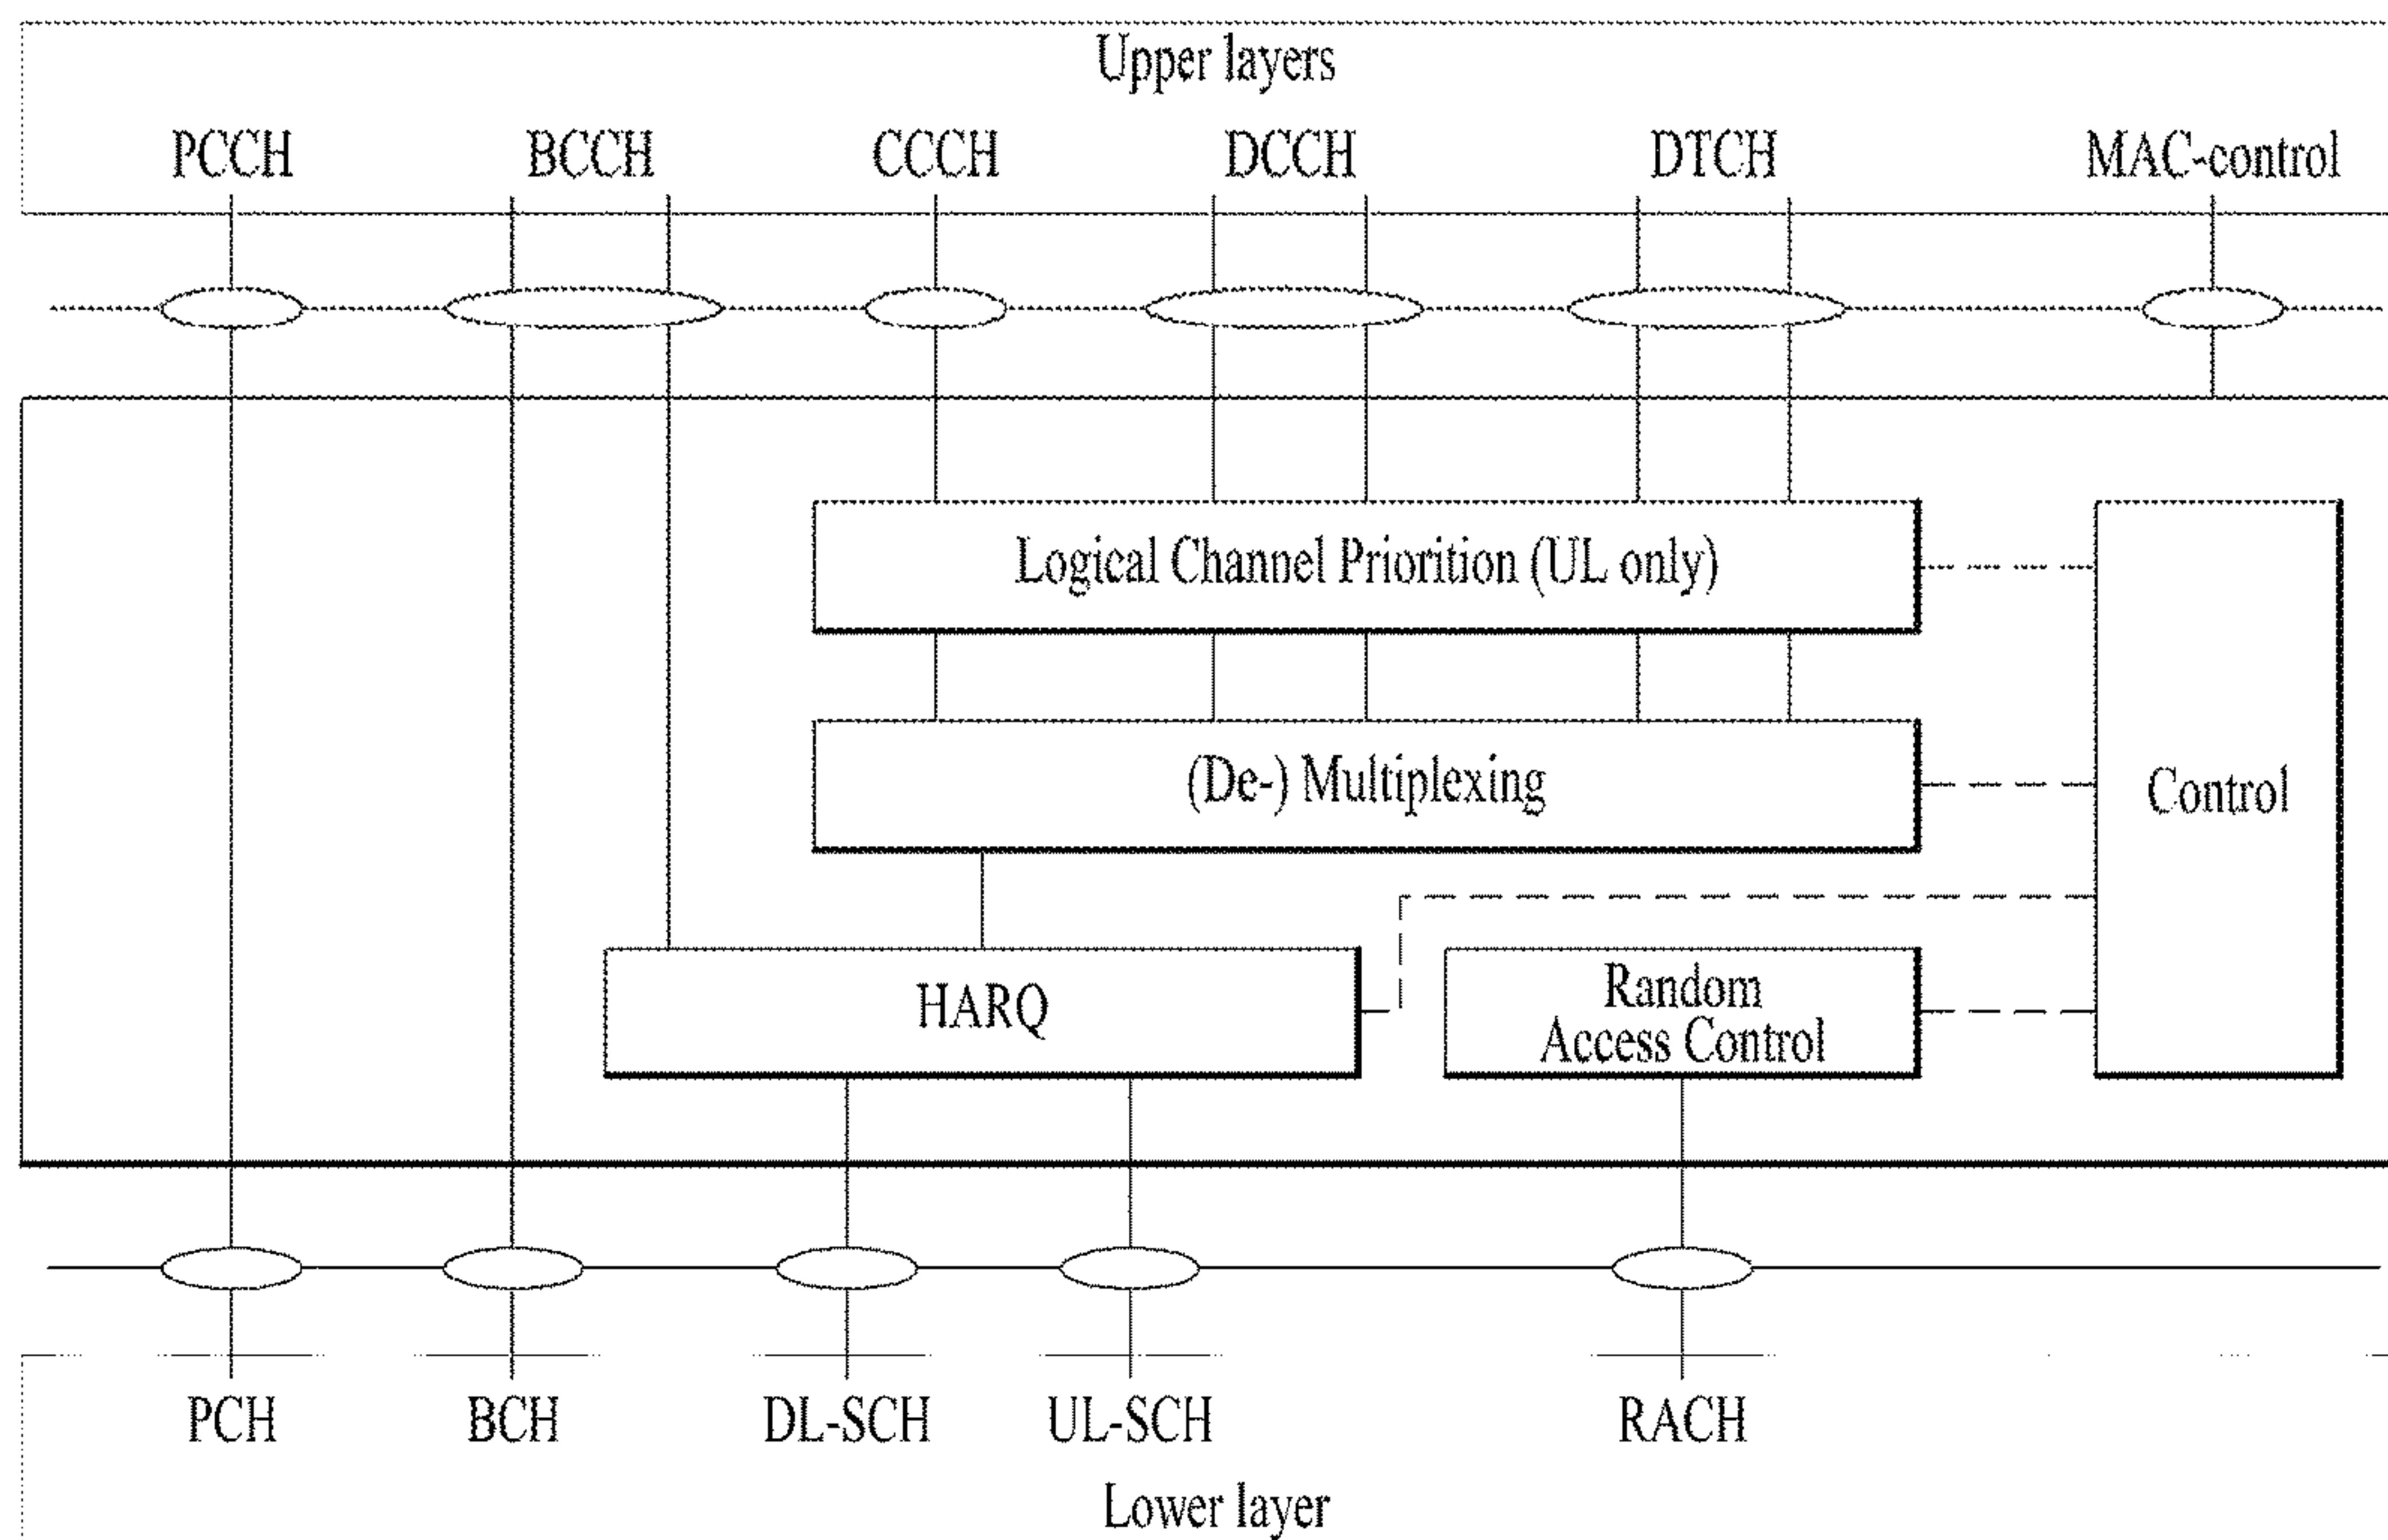 Upper layers
PCCH
BCCH
CCCH
DCCH
DTCH
MAC-control
Logical Channel Priorition (UL only)
(De-) Multiplexing
Control
HARQ
Random
Access Control
PCH
BCH
DL-SCH
UL-SCH
RACH
Lower layer